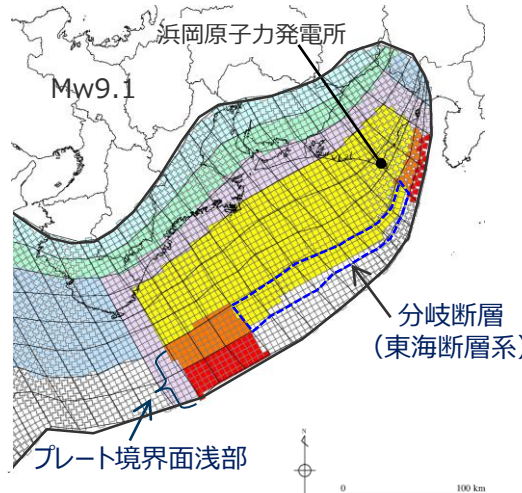 浜岡原子力発電所
Mw9.1
分岐断層
（東海断層系）
プレート境界面浅部
N
0 100 km